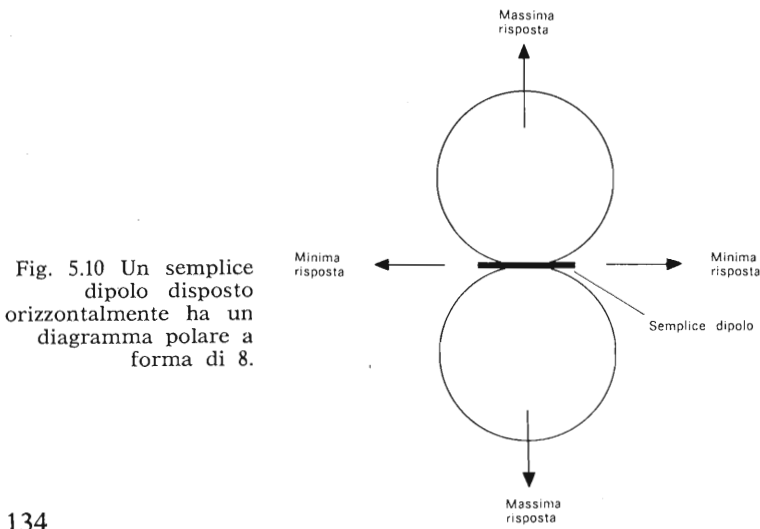 Massima
risposta
Fig. 5.10 Un semplice
dipolo disposto
orizzontalmente ha un
diagramma polare a
forma di 8.
Minima
risposta
Minima
risposta
Semplice dipolo
Massima
risposta
134